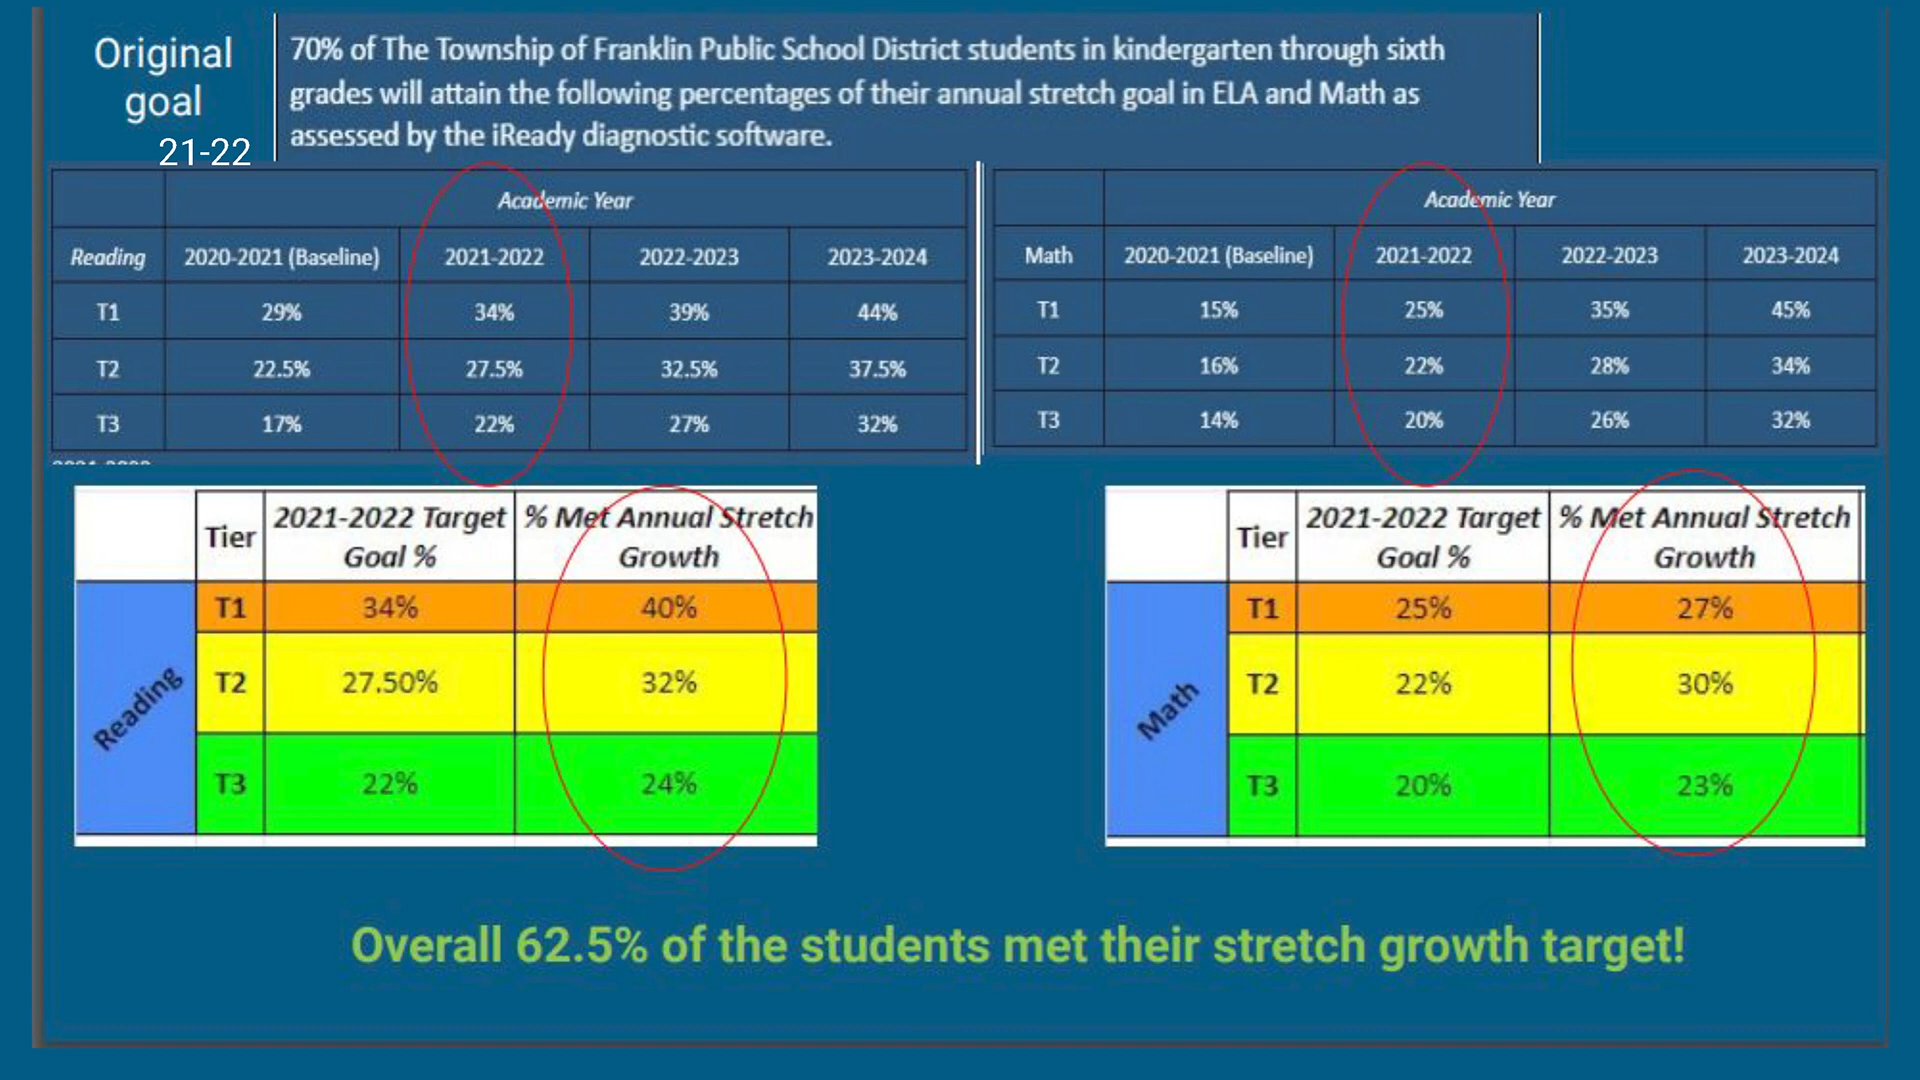 Original
goal
21-22
70% of The Township of Franklin Public School District students in kindergarten through sixth
grades will attain the following percentages of their annual stretch goal in ELA and Math as
assessed by the iReady diagnostic software.
Academic Year
Reading 2020-2021 (Baseline) 2021-2022 2022-2023 2023-2024
T1 29% 34% 39% 44%
T2 22.5% 27.5% 32.5% 37.5%
T3 17% 22% 27% 32%
Academic Year
Math 2020-2021 (Baseline) 2021-2022 2022-2023 2023-2024
T1 15% 25% 35% 45%
T2 16% 22% 28% 34%
T3 14% 20% 26% 32%
Tier 2021-2022 Target % Met Annual Stretch
Goal % Growth
Reading
T1 34% 40%
T2 27.50% 32%
T3 22% 24%
Tier 2021-2022 Target % Met Annual Stretch
Goal % Growth
Math
T1 25% 27%
T2 22% 30%
T3 20% 23%
Overall 62.5% of the students met their stretch growth target!